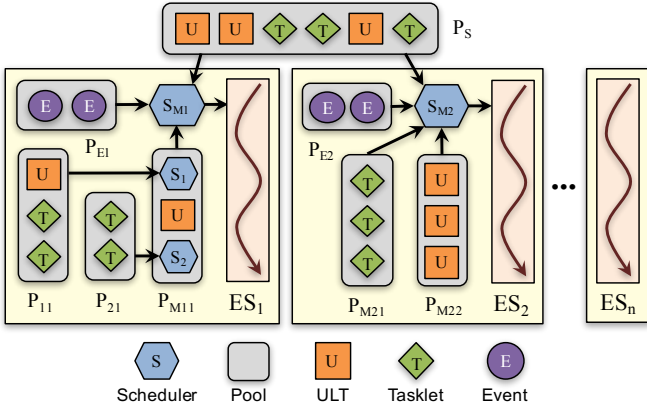 U U T T U T P_S
E E S_M1
E E S_M2
P_E1
P_E2
U S_1
T U
T T
T T S_2
T U
T U
T U
P_11 P_21 P_M11 ES_1
P_M21 P_M22 ES_2
... ES_n
S U T E
Scheduler Pool ULT Tasklet Event